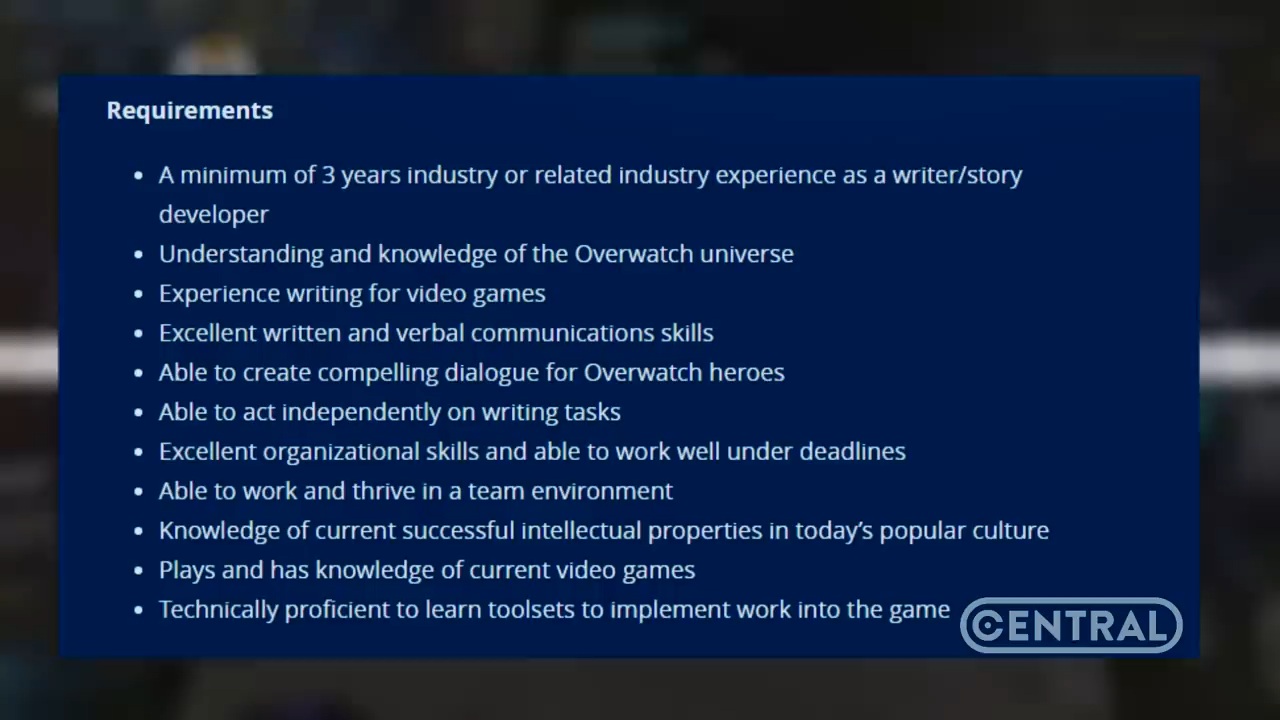 Requirements
• A minimum of 3 years industry or related industry experience as a writer/story
developer
• Understanding and knowledge of the Overwatch universe
• Experience writing for video games
• Excellent written and verbal communications skills
• Able to create compelling dialogue for Overwatch heroes
• Able to act independently on writing tasks
• Excellent organizational skills and able to work well under deadlines
• Able to work and thrive in a team environment
• Knowledge of current successful intellectual properties in today’s popular culture
• Plays and has knowledge of current video games
• Technically proficient to learn toolsets to implement work into the game
CENTRAL